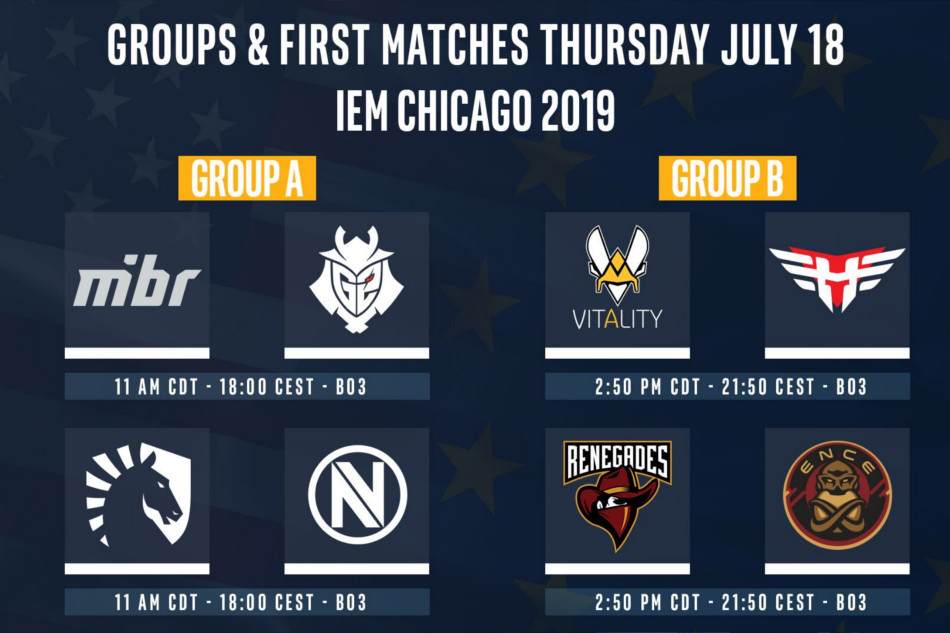 GROUPS & FIRST MATCHES THURSDAY JULY 18
IEM CHICAGO 2019
GROUP A
mibr
G2
11 AM CDT - 18:00 CEST - BO3
11 AM CDT - 18:00 CEST - BO3
GROUP B
VITALITY
H
2:50 PM CDT - 21:50 CEST - BO3
RENEGADES
ENCE
2:50 PM CDT - 21:50 CEST - BO3